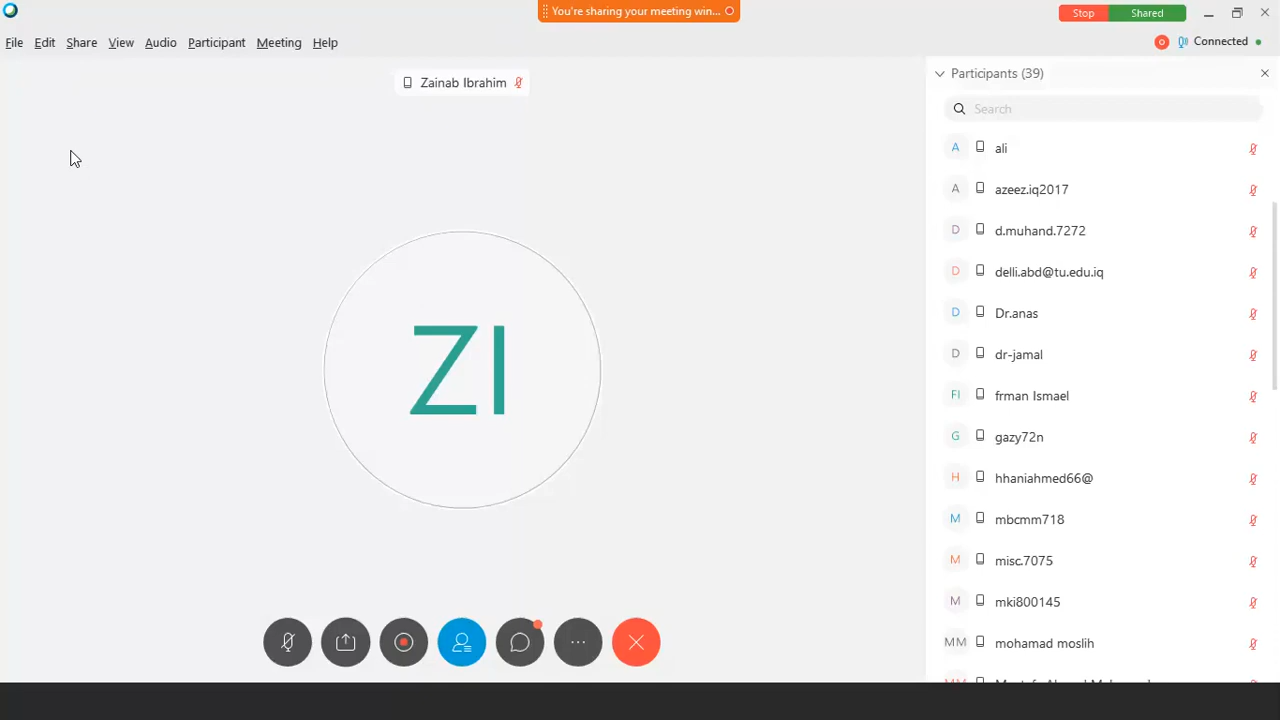 You're sharing your meeting win...
Stop Shared
File Edit Share View Audio Participant Meeting Help
Connected
Zainab Ibrahim
ZI
Participants (39)
Search
A ali
A azeez.iq2017
D d.muhand.7272
D delli.abd@tu.edu.iq
D Dr.anas
D dr-jamal
FI frman Ismael
G gazy72n
H hhaniahmed66@
M mbcmm718
M misc.7075
M mki800145
MM mohamad moslih